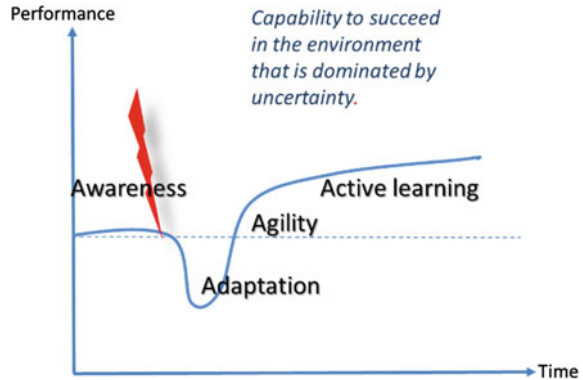 Performance
Capability to succeed
in the environment
that is dominated by
uncertainty.
Awareness
Active learning
Agility
Adaptation
Time